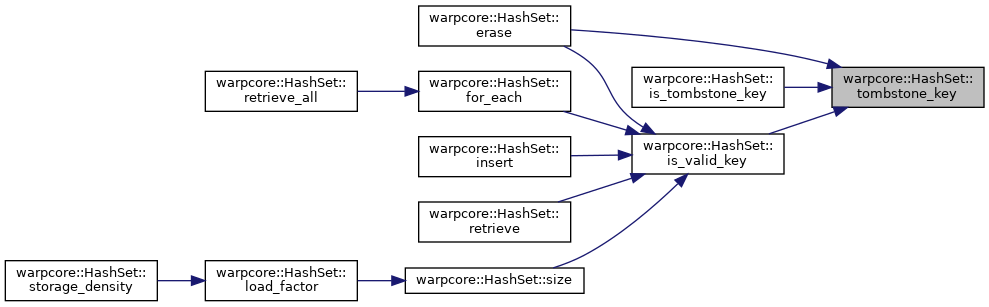 warpcore::HashSet::
erase
warpcore::HashSet::
is_tombstone_key
warpcore::HashSet::
tombstone_key
warpcore::HashSet::
retrieve_all
warpcore::HashSet::
for_each
warpcore::HashSet::
insert
warpcore::HashSet::
is_valid_key
warpcore::HashSet::
retrieve
warpcore::HashSet::
storage_density
warpcore::HashSet::
load_factor
warpcore::HashSet::size